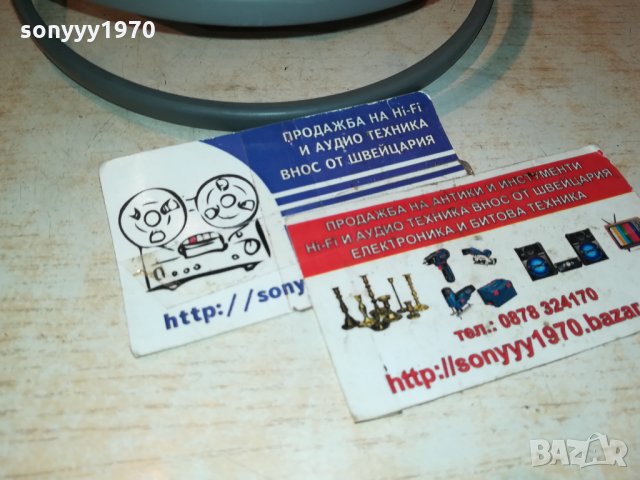 sonyyy1970
ПРОДАЖБА НА Hi-Fi
И АУДИО ТЕХНИКА
ВНОС ОТ ШВЕЙЦАРИЯ
http://sony
ПРОДАЖБА НА АНТИКИ И ИНСТРУМЕНТИ
Hi-Fi И АУДИО ТЕХНИКА ВНОС ОТ ШВЕЙЦАРИЯ
ЕЛЕКТРОНИКА И БИТОВА ТЕХНИКА
тел.: 0878 324170
http://sonyyy1970.bazar
BAZAR
sonyyy1970